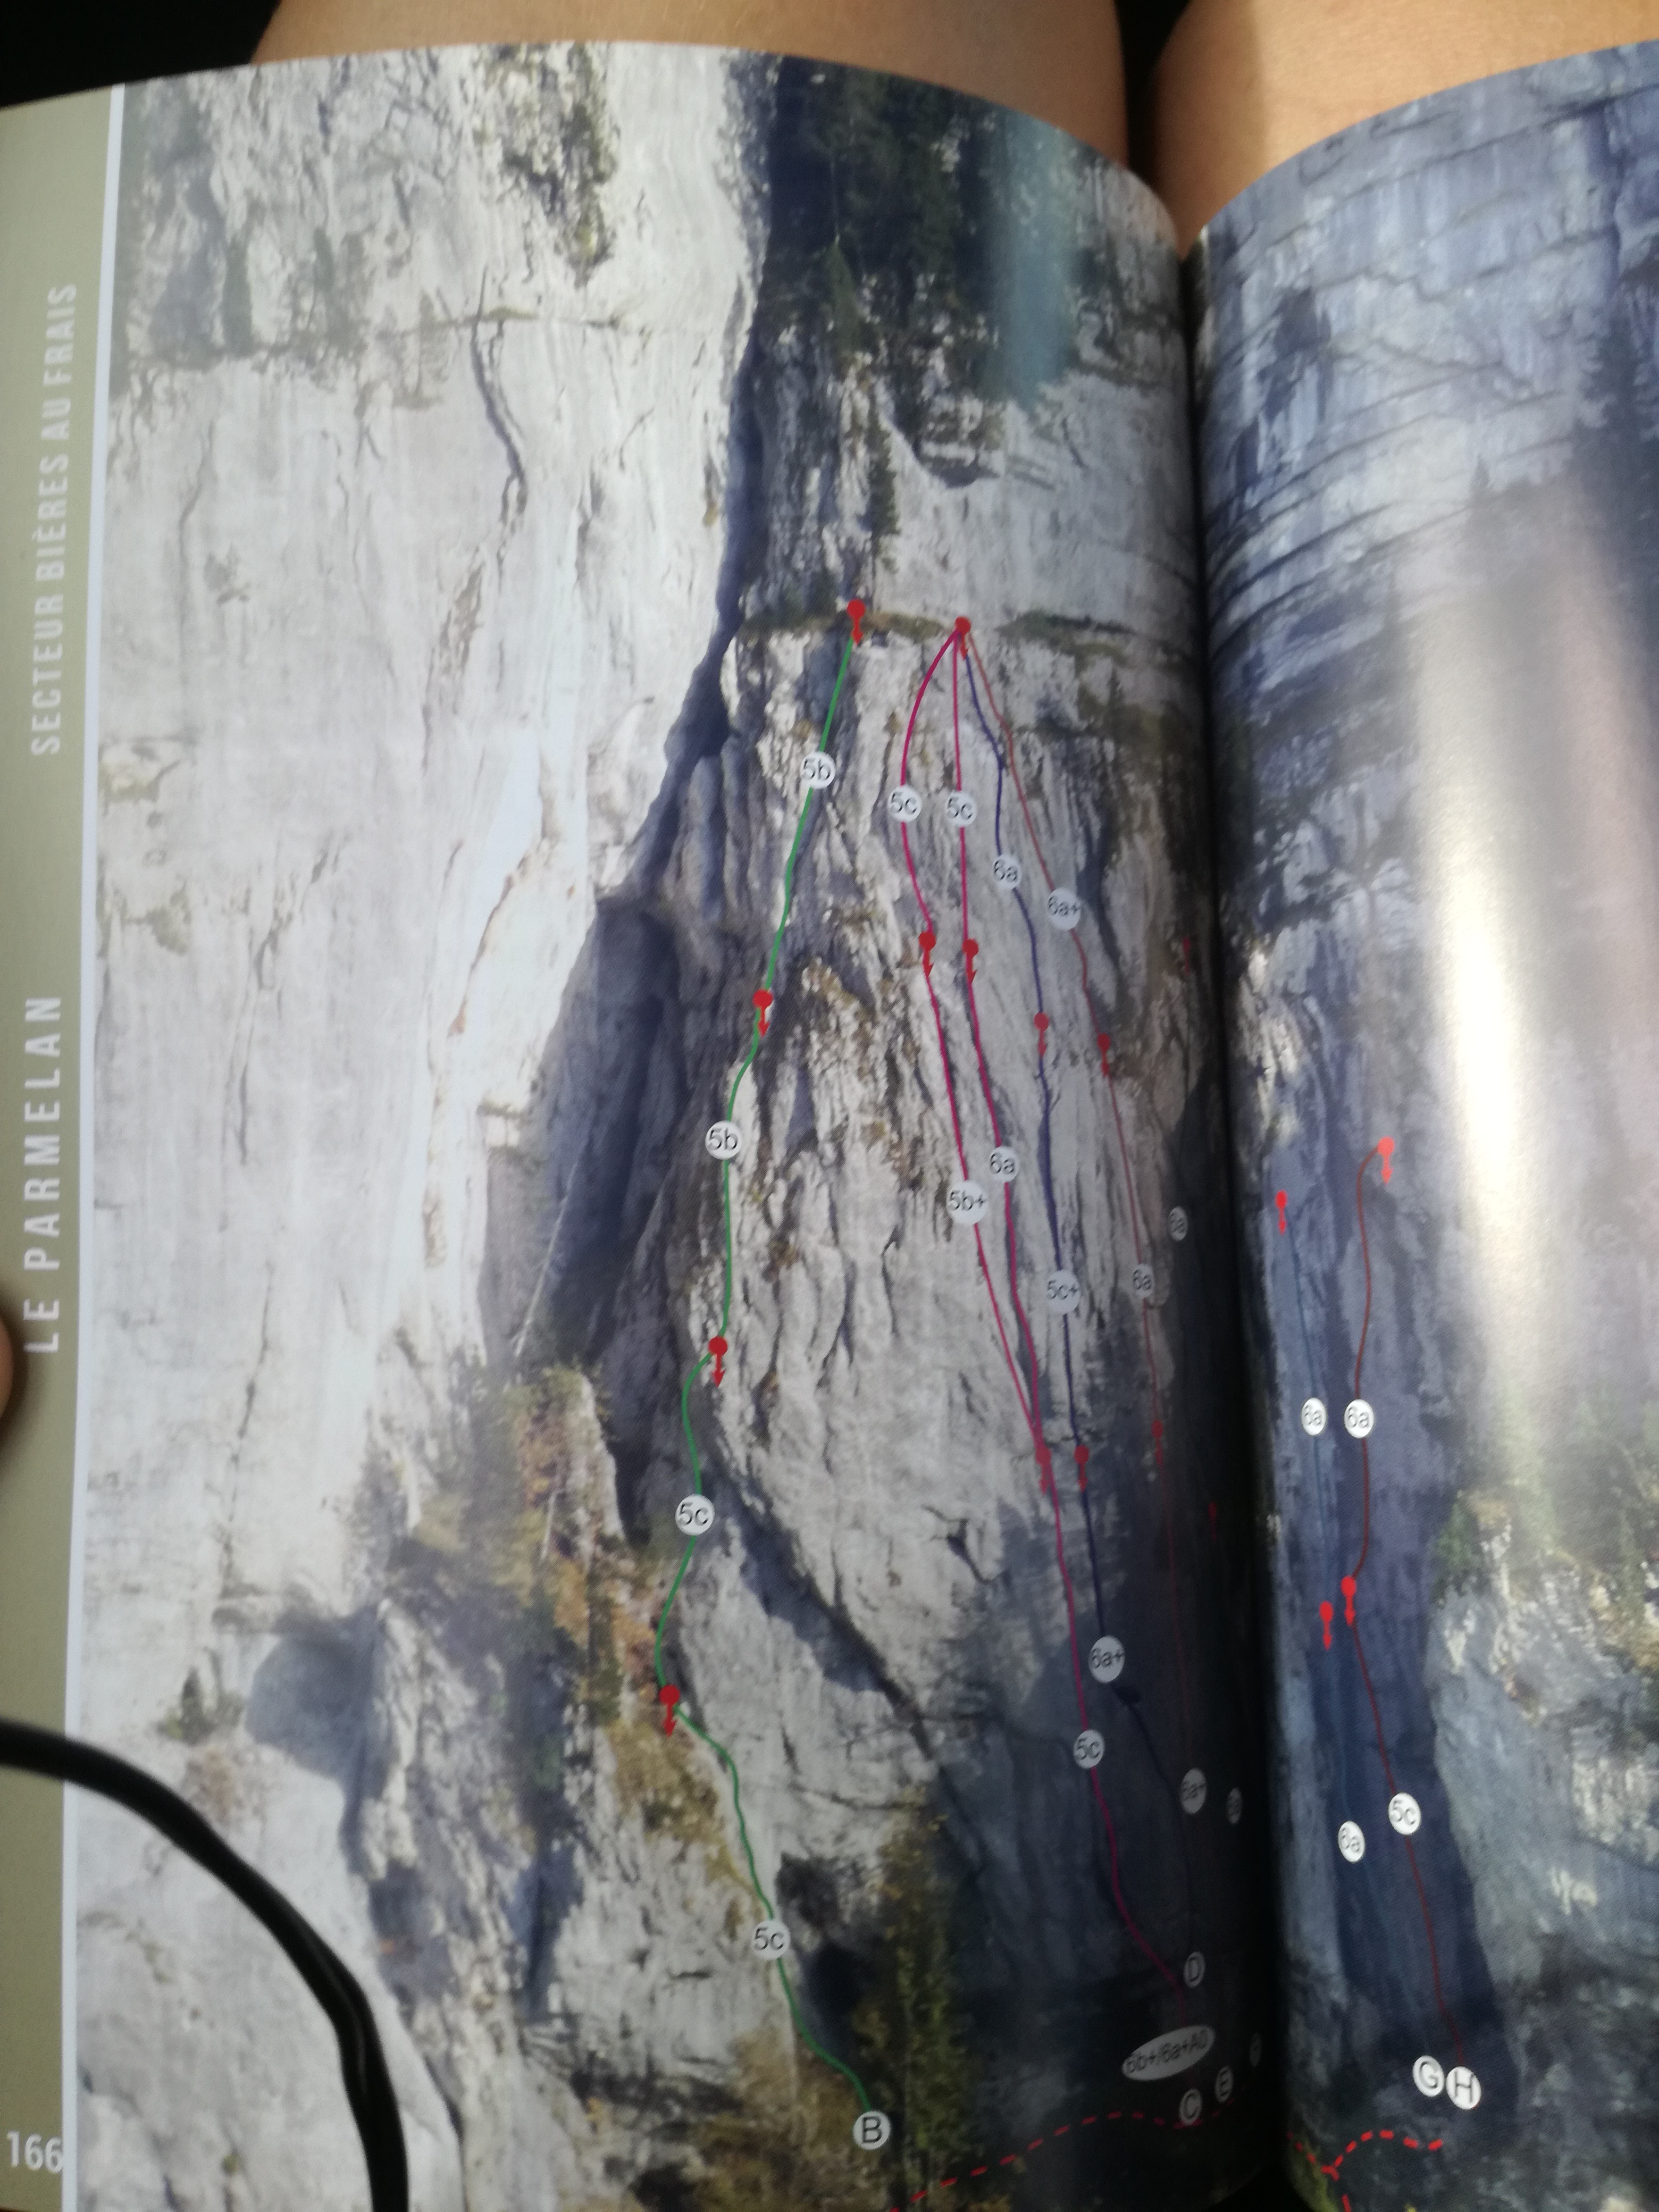 LE PARMELAN
SECTEUR BIÈRES AU FRAIS
5b
5c
5c
6a
6a+
5b
6a
5b+
6a
5c+
6a
6a
6a
5c
6a+
5c
6a+
5c
6a
5c
D
6b+/6a+A0
G
H
C
E
B
166